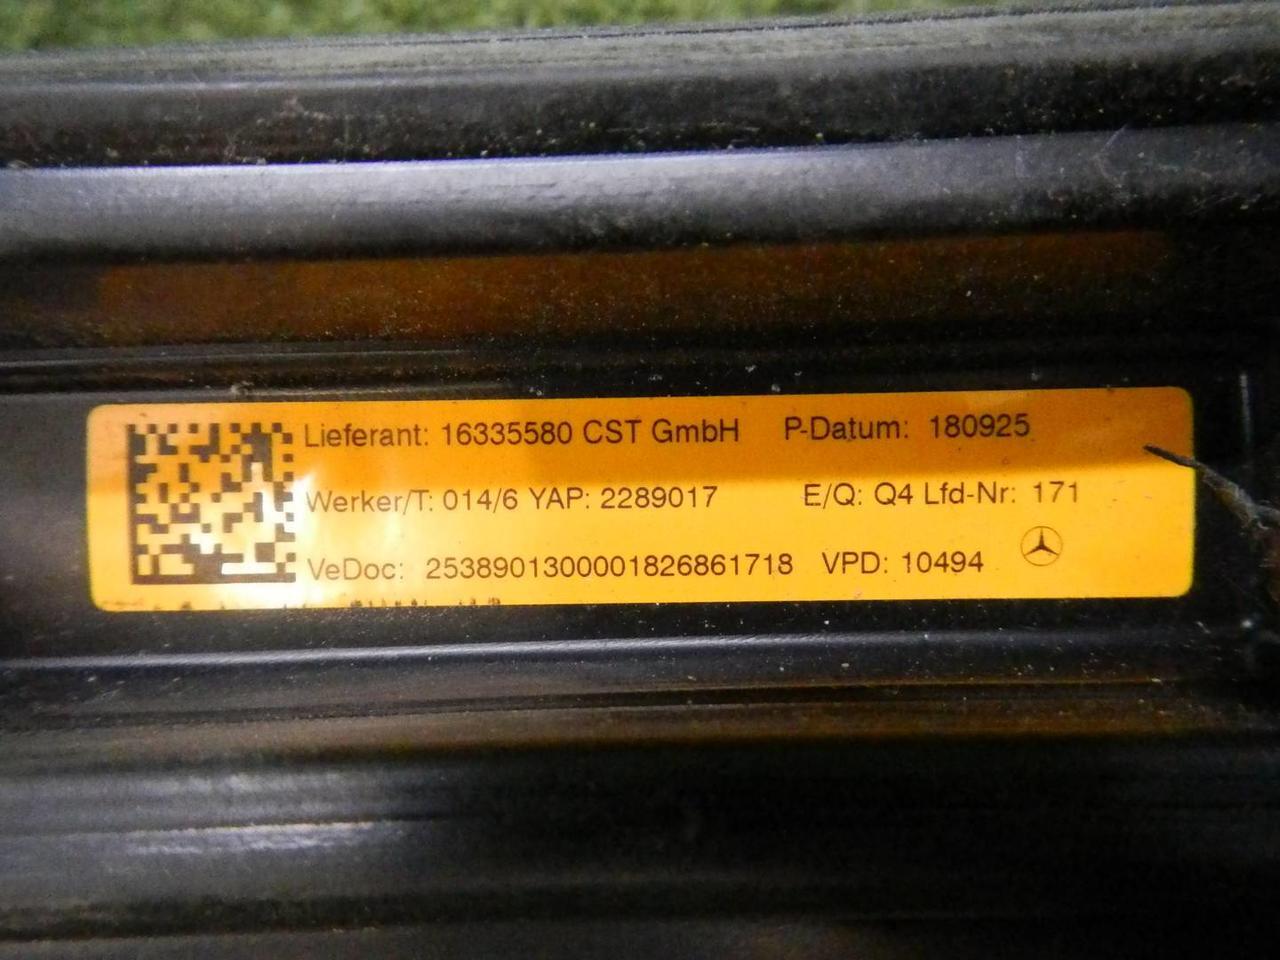 Lieferant: 16335580 CST GmbH P-Datum: 180925
Werker/T: 014/6 YAP: 2289017 E/Q: Q4 Lfd-Nr: 171
VeDoc: 2538901300001826861718 VPD: 10494